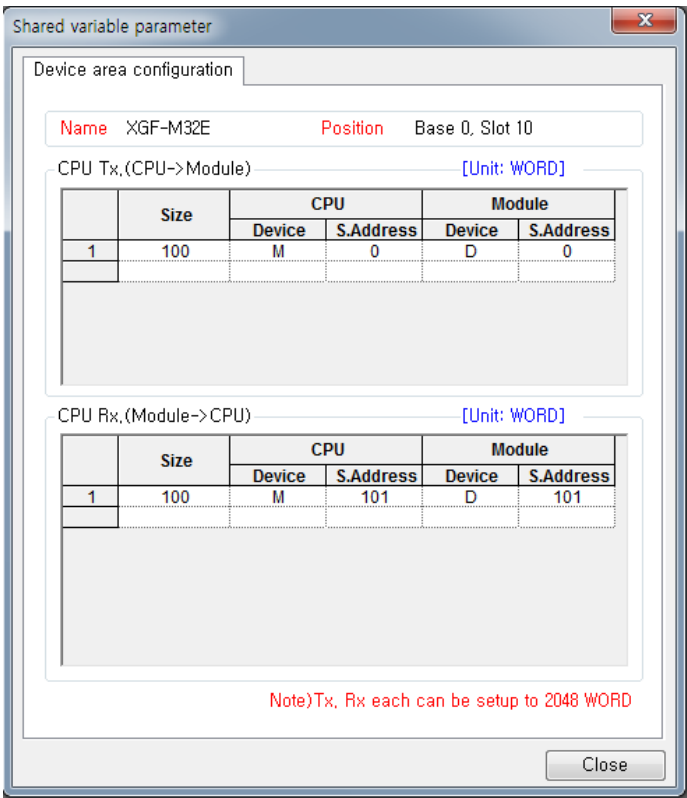 Shared variable parameter
x
Device area configuration
Name XGF-M32E Position Base 0, Slot 10
CPU Tx,(CPU->Module) [Unit: WORD]
Size CPU Module
Device S.Address Device S.Address
1 100 M 0 D 0
CPU Rx,(Module->CPU) [Unit: WORD]
Size CPU Module
Device S.Address Device S.Address
1 100 M 101 D 101
Note)Tx, Rx each can be setup to 2048 WORD
Close